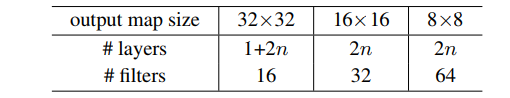 output map size 32×32 16×16 8×8
# layers 1+2n 2n 2n
# filters 16 32 64